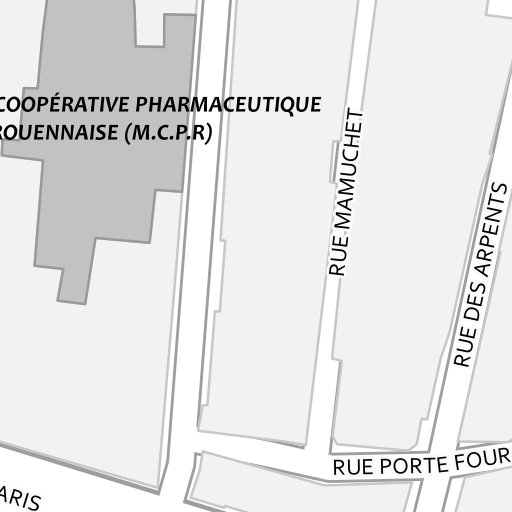 COOPÉRATIVE PHARMACEUTIQUE
ROUENNAISE (M.C.P.R)
RUE MAMUCHET
RUE DES ARPENTS
RUE PORTE FOUR
ARIS